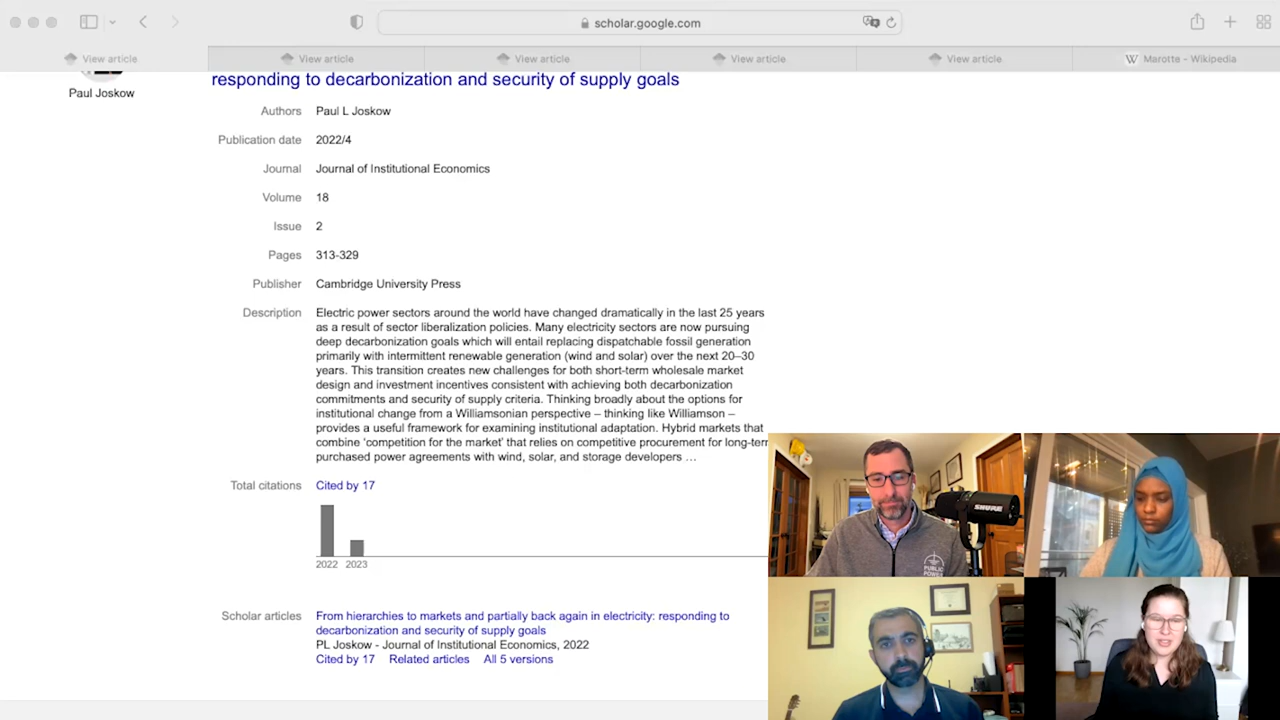 scholar.google.com
View article
View article
View article
View article
View article
Marotte - Wikipedia
Paul Joskow
responding to decarbonization and security of supply goals
Authors Paul L Joskow
Publication date 2022/4
Journal Journal of Institutional Economics
Volume 18
Issue 2
Pages 313-329
Publisher Cambridge University Press
Description Electric power sectors around the world have changed dramatically in the last 25 years
as a result of sector liberalization policies. Many electricity sectors are now pursuing
deep decarbonization goals which will entail replacing dispatchable fossil generation
primarily with intermittent renewable generation (wind and solar) over the next 20–30
years. This transition creates new challenges for both short-term wholesale market
design and investment incentives consistent with achieving both decarbonization
commitments and security of supply criteria. Thinking broadly about the options for
institutional change from a Williamsonian perspective – thinking like Williamson –
provides a useful framework for examining institutional adaptation. Hybrid markets that
combine ‘competition for the market’ that relies on competitive procurement for long-term
purchased power agreements with wind, solar, and storage developers ...
Total citations Cited by 17
2022 2023
Scholar articles From hierarchies to markets and partially back again in electricity: responding to
decarbonization and security of supply goals
PL Joskow - Journal of Institutional Economics, 2022
Cited by 17 Related articles All 5 versions
SHURE
PUBLIC
POWER